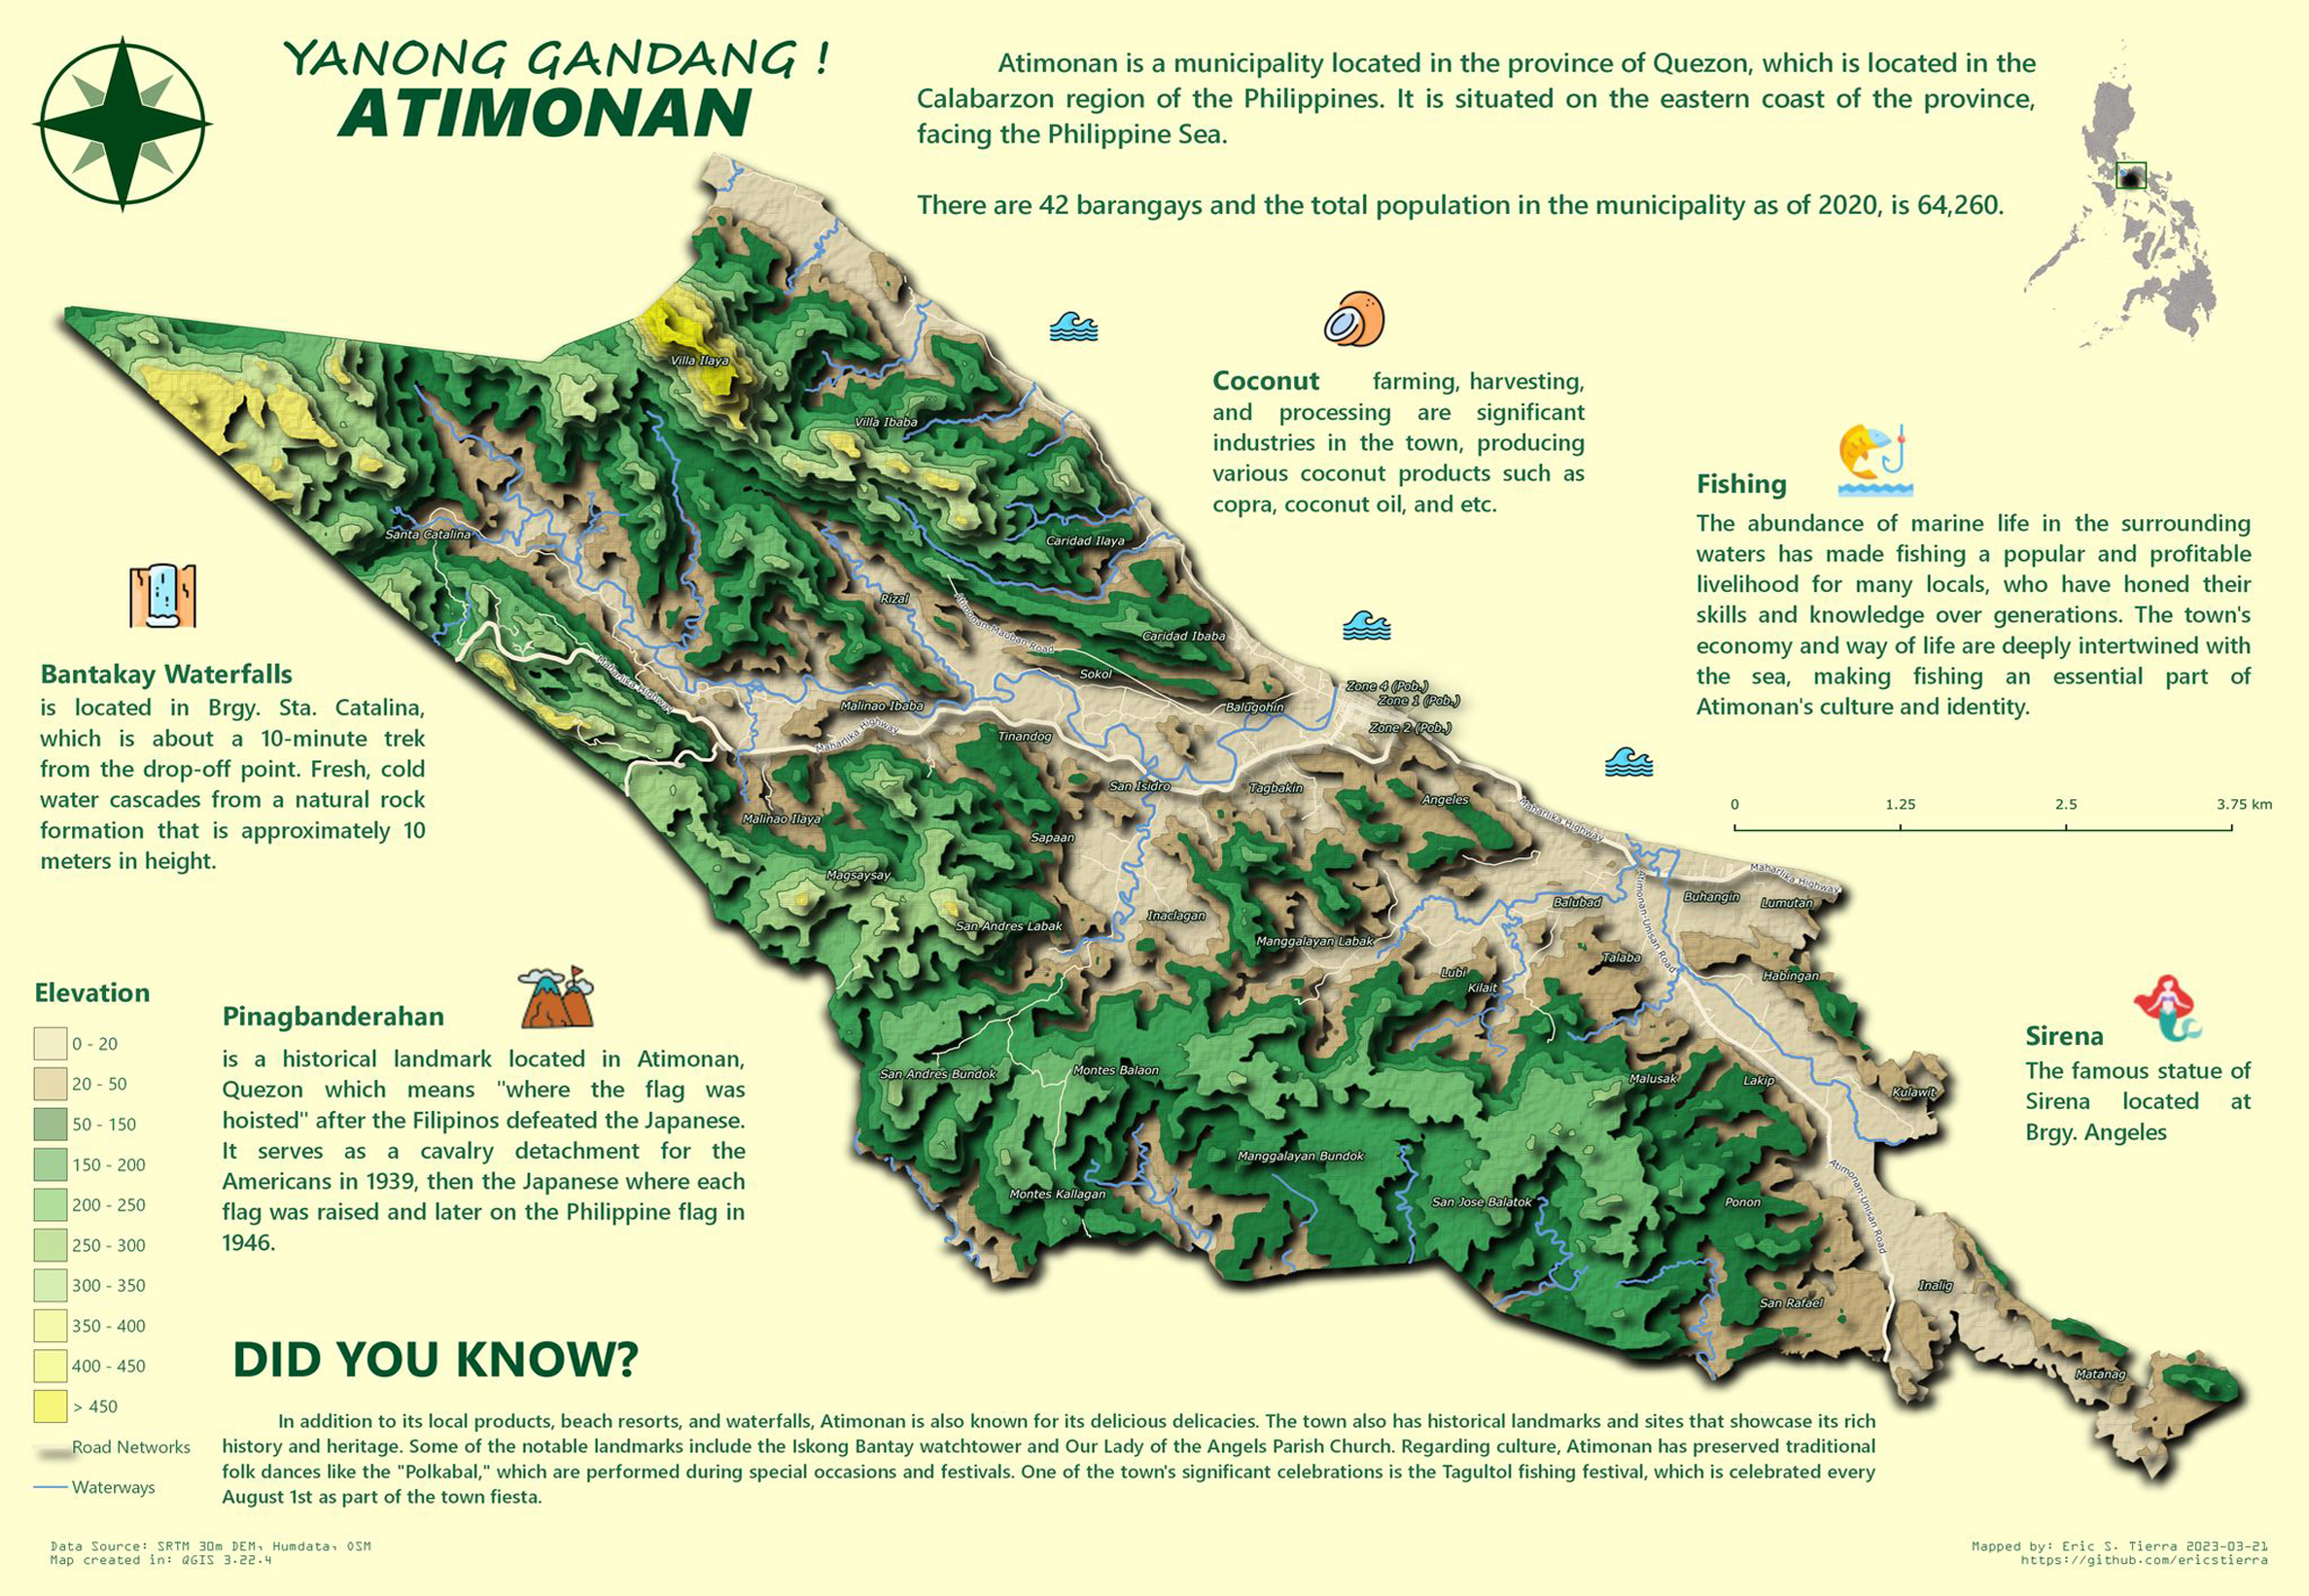 YANONG GANDANG !
ATIMONAN
Atimonan is a municipality located in the province of Quezon, which is located in the
Calabarzon region of the Philippines. It is situated on the eastern coast of the province,
facing the Philippine Sea.
There are 42 barangays and the total population in the municipality as of 2020, is 64,260.
Coconut farming, harvesting,
and processing are significant
industries in the town, producing
various coconut products such as
copra, coconut oil, and etc.
Fishing
The abundance of marine life in the surrounding
waters has made fishing a popular and profitable
livelihood for many locals, who have honed their
skills and knowledge over generations. The town's
economy and way of life are deeply intertwined with
the sea, making fishing an essential part of
Atimonan's culture and identity.
Villa Ilaya
Villa Ibaba
Santa Catalina
Caridad Ilaya
Rizal
Atimonan-Mauban-Road
Caridad Ibaba
Sokol
Maharlika-Highway
Malinao Ibaba
Balugohin
Zone 4 (Pob.)
Zone 1 (Pob.)
Zone 2 (Pob.)
Maharlika Highway
Tinandog
San Isidro
Tagbakin
Angeles
Maharlika Highway
Malinao Ilaya
Sapaan
Magsaysay
San Andres Labak
Inaclagan
Manggalayan Labak
Balubad
Buhangin
Lumutan
Maharlika Highway
Atimonan-Unisan-Road
Talaba
Habingan
Lubi
Kilait
San Andres Bundok
Montes Balaon
Malusak
Lakip
Kulawit
Manggalayan Bundok
Montes Kallagan
San Jose Balatok
Ponon
Atimonan-Unisan Road
Inalig
San Rafael
Matanag
0 1.25 2.5 3.75 km
Bantakay Waterfalls
is located in Brgy. Sta. Catalina,
which is about a 10-minute trek
from the drop-off point. Fresh, cold
water cascades from a natural rock
formation that is approximately 10
meters in height.
Elevation
0 - 20
20 - 50
50 - 150
150 - 200
200 - 250
250 - 300
300 - 350
350 - 400
400 - 450
> 450
Road Networks
Waterways
Pinagbanderahan
is a historical landmark located in Atimonan,
Quezon which means "where the flag was
hoisted" after the Filipinos defeated the Japanese.
It serves as a cavalry detachment for the
Americans in 1939, then the Japanese where each
flag was raised and later on the Philippine flag in
1946.
Sirena
The famous statue of
Sirena located at
Brgy. Angeles
DID YOU KNOW?
In addition to its local products, beach resorts, and waterfalls, Atimonan is also known for its delicious delicacies. The town also has historical landmarks and sites that showcase its rich
history and heritage. Some of the notable landmarks include the Iskong Bantay watchtower and Our Lady of the Angels Parish Church. Regarding culture, Atimonan has preserved traditional
folk dances like the "Polkabal," which are performed during special occasions and festivals. One of the town's significant celebrations is the Tagultol fishing festival, which is celebrated every
August 1st as part of the town fiesta.
Data Source: SRTM 30m DEM, Humdata, OSM
Map created in: QGIS 3.22.4
Mapped by: Eric S. Tierra 2023-03-21
https://github.com/ericstierra